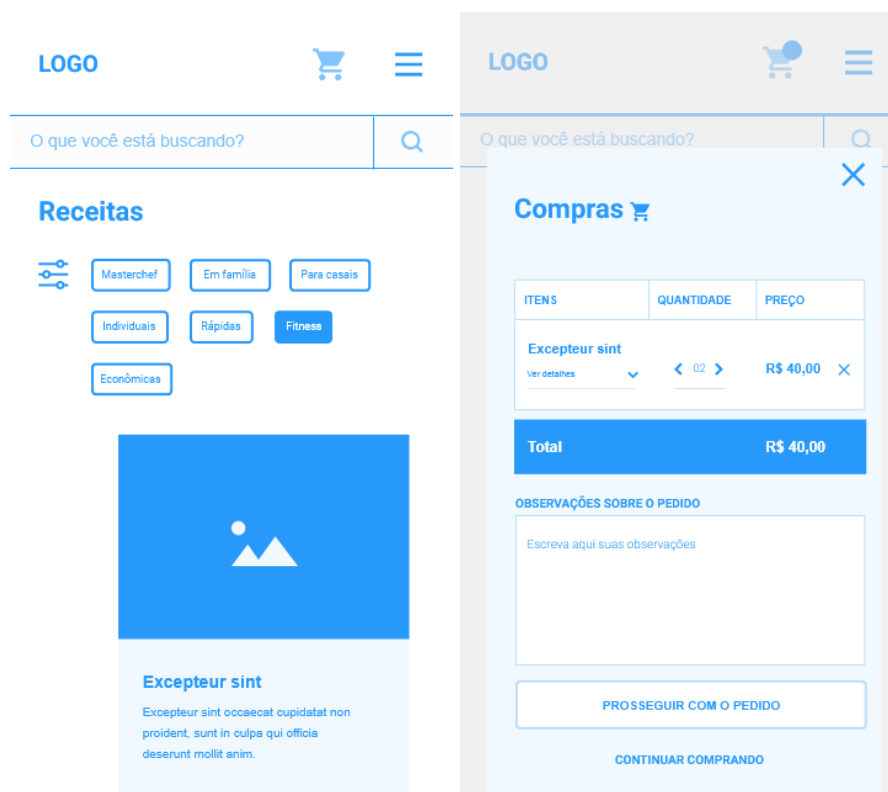 LOGO
O que você está buscando?
Receitas
Masterchef
Em família
Para casais
Individuais
Rápidas
Fitness
Econômicas
Excepteur sint
Excepteur sint occaecat cupidatat non
proident, sunt in culpa qui officia
deserunt mollit anim.
LOGO
O que você está buscando?
Compras
ITENS
QUANTIDADE
PREÇO
Excepteur sint
Ver detalhes
02
R$ 40,00
Total
R$ 40,00
OBSERVAÇÕES SOBRE O PEDIDO
Escreva aqui suas observações
PROSSEGUIR COM O PEDIDO
CONTINUAR COMPRANDO